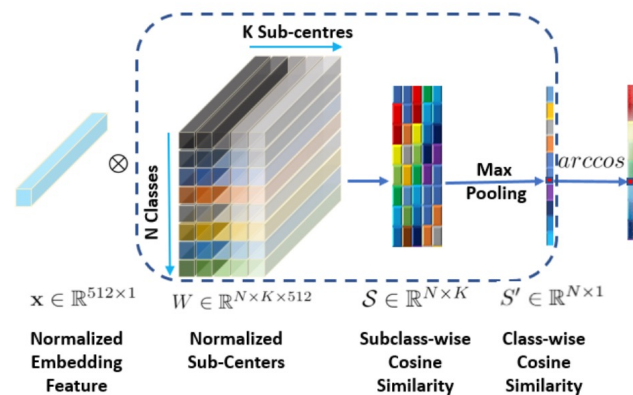 K Sub-centres
N Classes
⊗
Max
Pooling
arccos
x ∈ ℝ^{512×1}
W ∈ ℝ^{N×K×512}
𝒮 ∈ ℝ^{N×K}
S′ ∈ ℝ^{N×1}
Normalized
Embedding
Feature
Normalized
Sub-Centers
Subclass-wise
Cosine
Similarity
Class-wise
Cosine
Similarity